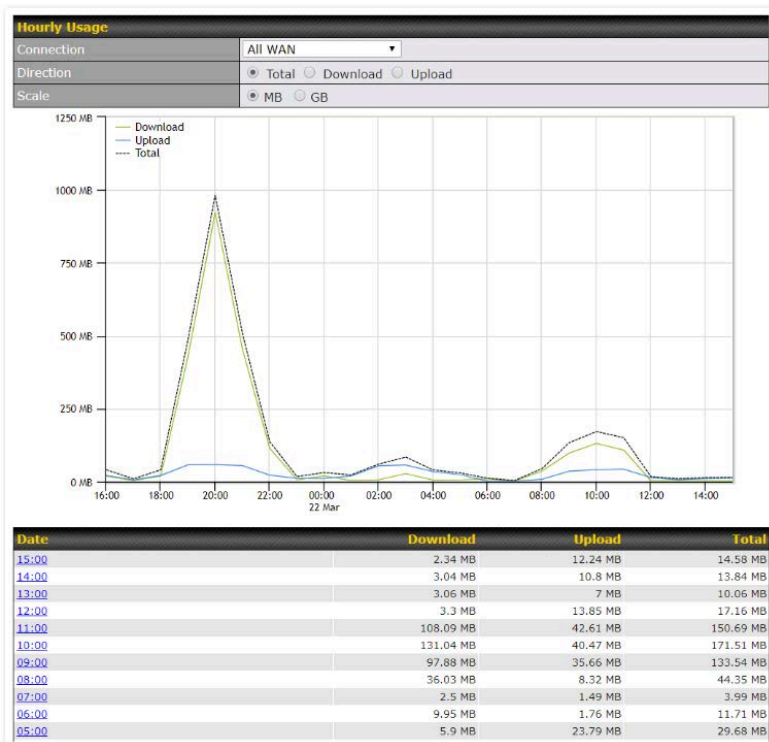 Hourly Usage
Connection All WAN
Direction Total Download Upload
Scale MB GB
1250 MB
Download
Upload
Total
1000 MB
750 MB
500 MB
250 MB
0 MB
16:00 18:00 20:00 22:00 00:00 02:00 04:00 06:00 08:00 10:00 12:00 14:00
22 Mar
Date Download Upload Total
15:00 2.34 MB 12.24 MB 14.58 MB
14:00 3.04 MB 10.8 MB 13.84 MB
13:00 3.06 MB 7 MB 10.06 MB
12:00 3.3 MB 13.85 MB 17.16 MB
11:00 108.09 MB 42.61 MB 150.69 MB
10:00 131.04 MB 40.47 MB 171.51 MB
09:00 97.88 MB 35.66 MB 133.54 MB
08:00 36.03 MB 8.32 MB 44.35 MB
07:00 2.5 MB 1.49 MB 3.99 MB
06:00 9.95 MB 1.76 MB 11.71 MB
05:00 5.9 MB 23.79 MB 29.68 MB